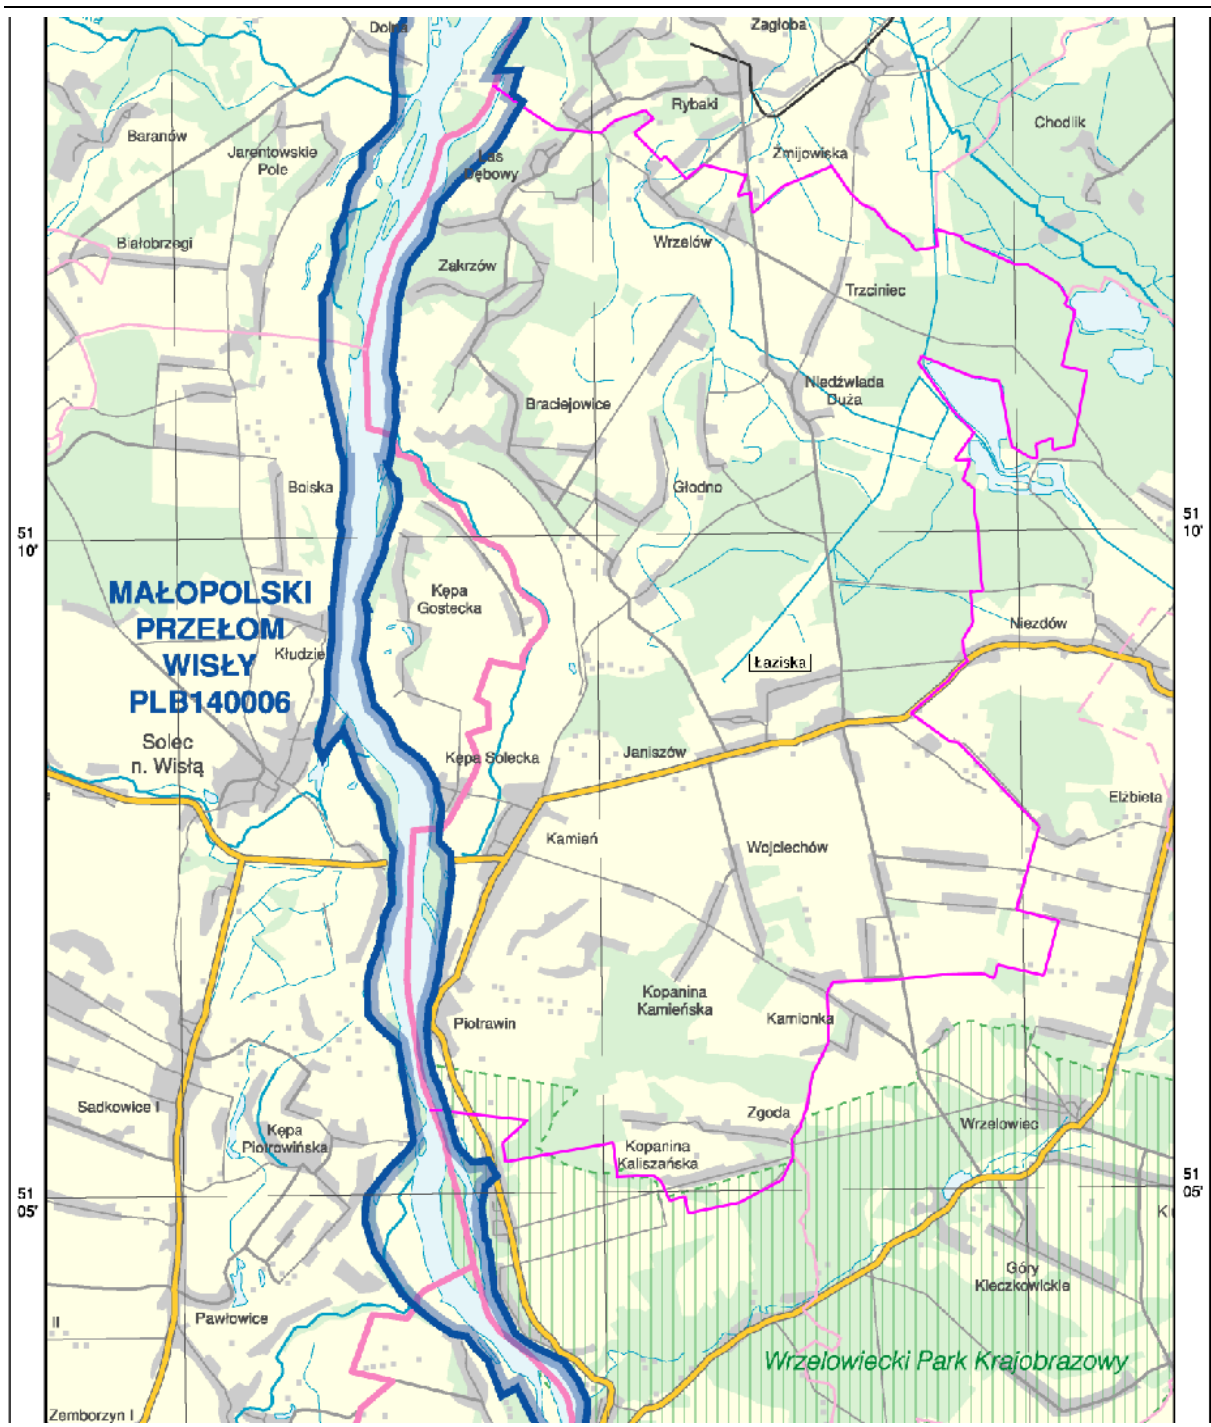 Zagłoba
Rybaki
Chodlik
Baranów
Jarentowskie
Pole
Żmijowiska
Las
Dębowy
Białobrzegi
Wrzelów
Zakrzów
Trzciniec
Niedźwiada
Duża
Braciejowice
Boiska
Głodno
51
10'
51
10'
MAŁOPOLSKI
PRZEŁOM
WISŁY
PLB140006
Kępa
Gostecka
Niezdów
Kłudzie
Łaziska
Solec
n. Wisłą
Kępa Solecka
Janiszów
Elżbieta
Kamień
Wojciechów
Kopanina
Kamieńska
Piotrawin
Kamionka
Sadkowice I
Zgoda
Wrzelowiec
Kępa
Piotrowińska
Kopanina
Kaliszańska
51
05'
51
05'
Góry
Kleczkowickie
Pawłowice
II
Wrzelowiecki Park Krajobrazowy
Zemborzyn I